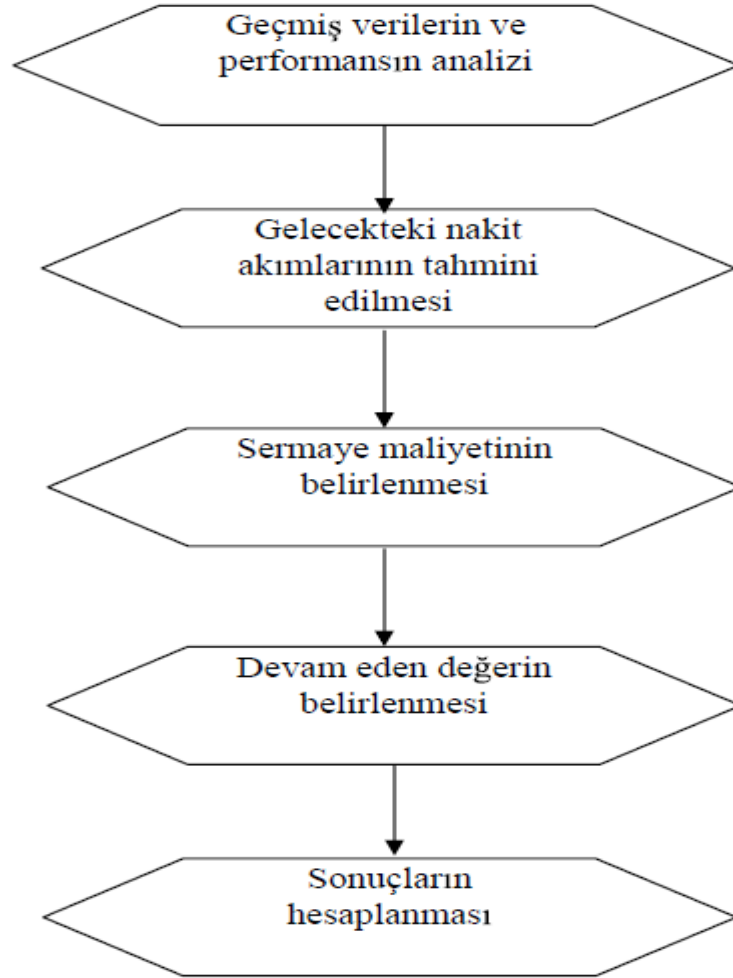 Geçmiş verilerin ve
performansın analizi
Gelecekteki nakit
akımlarının tahmini
edilmesi
Sermaye maliyetinin
belirlenmesi
Devam eden değerin
belirlenmesi
Sonuçların
hesaplanması